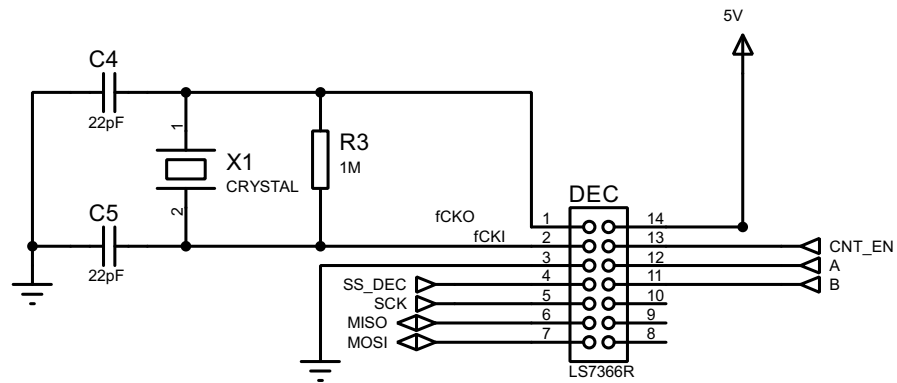 5V
C4
22pF
1
X1
CRYSTAL
2
R3
1M
C5
22pF
DEC
fCKO
1
14
fCKI
2
13
CNT_EN
3
12
A
SS_DEC
4
11
B
SCK
5
10
MISO
6
9
MOSI
7
8
LS7366R